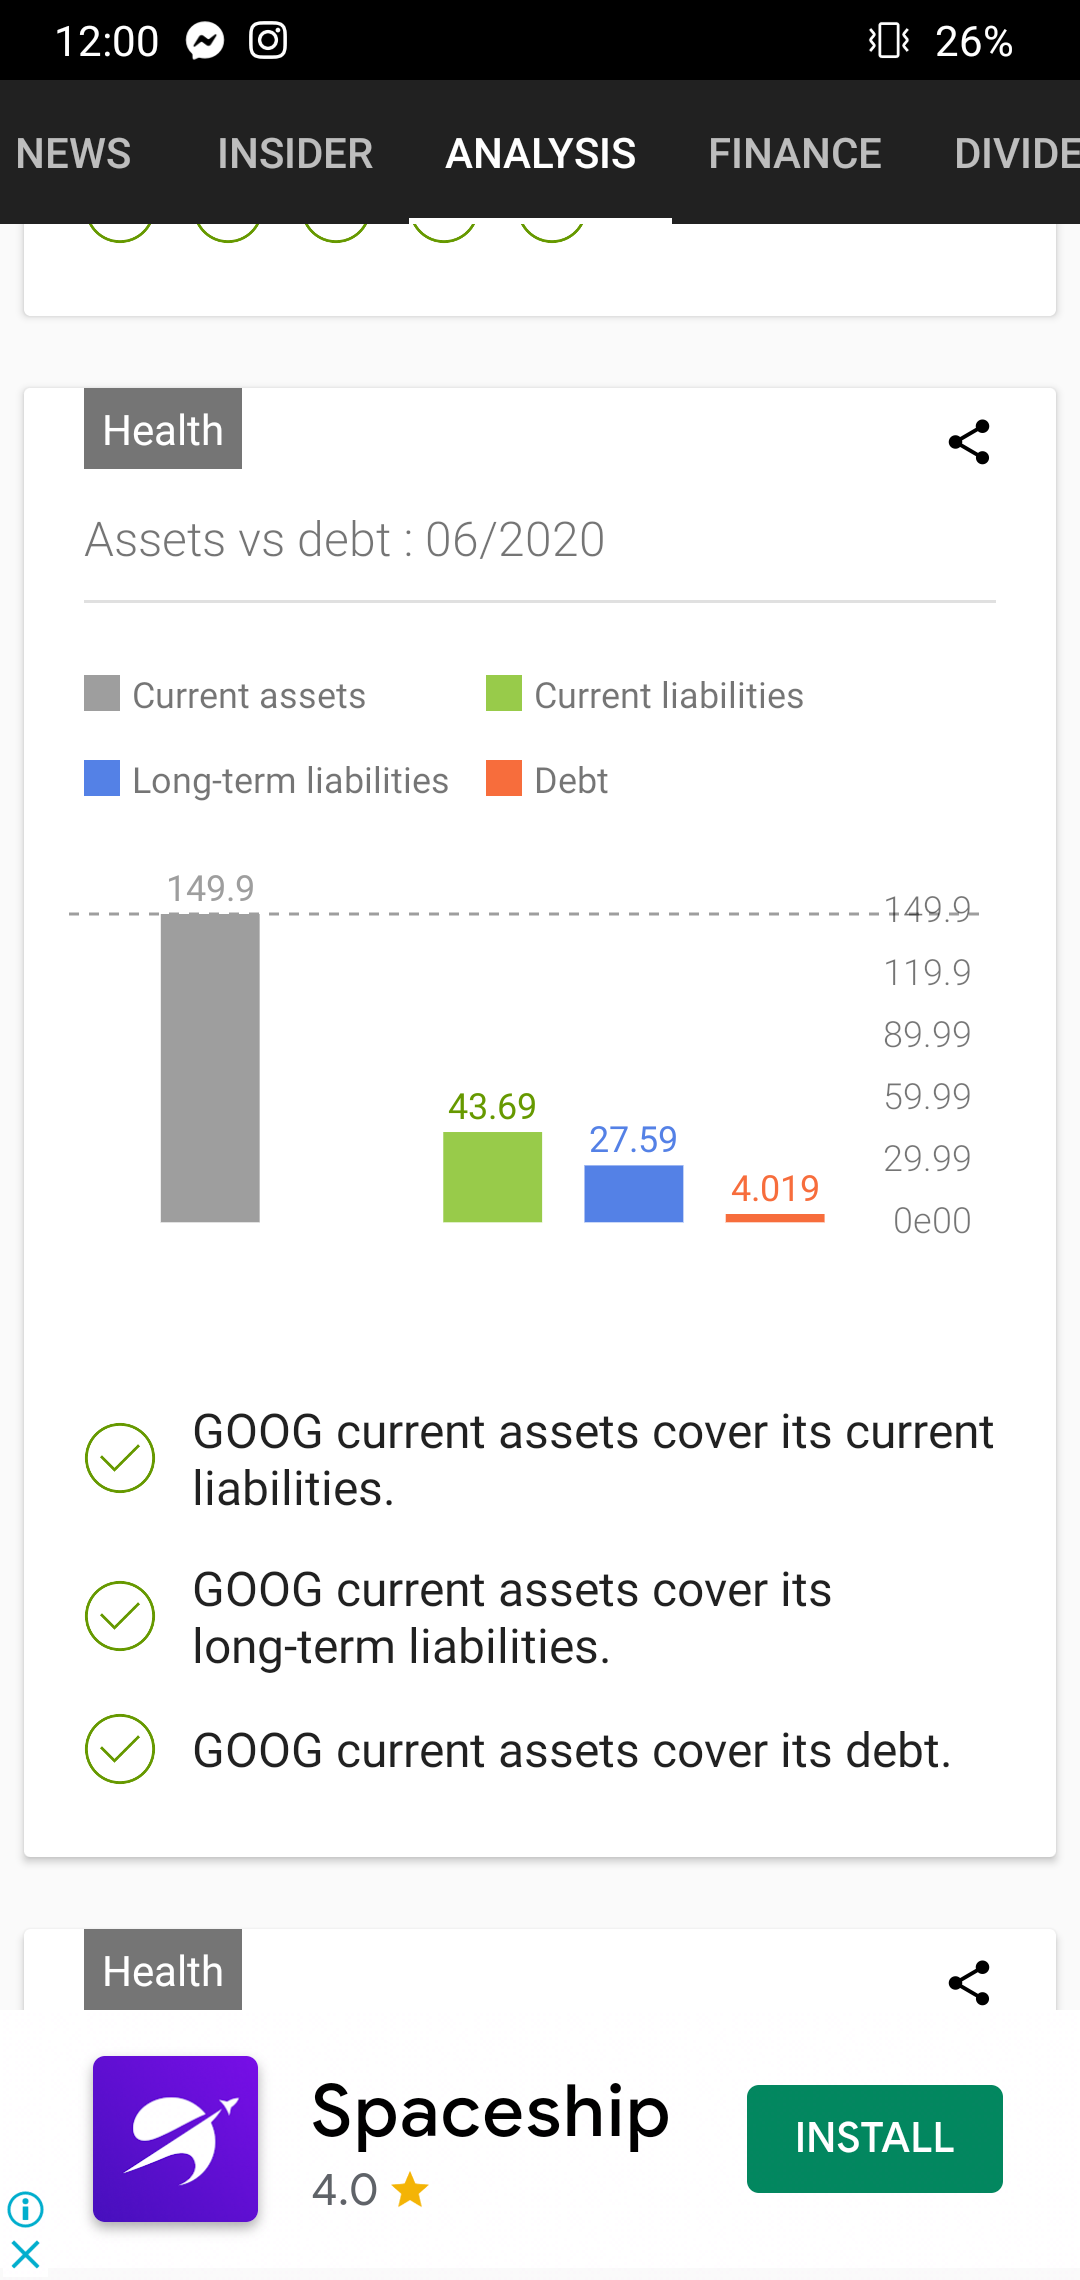 12:00 26%
NEWS INSIDER ANALYSIS FINANCE DIVIDE
Health
Assets vs debt : 06/2020
Current assets Current liabilities
Long-term liabilities Debt
149.9
149.9
119.9
89.99
43.69 59.99
27.59 29.99
4.019
0e00
GOOG current assets cover its current
liabilities.
GOOG current assets cover its
long-term liabilities.
GOOG current assets cover its debt.
Health
Spaceship
INSTALL
4.0